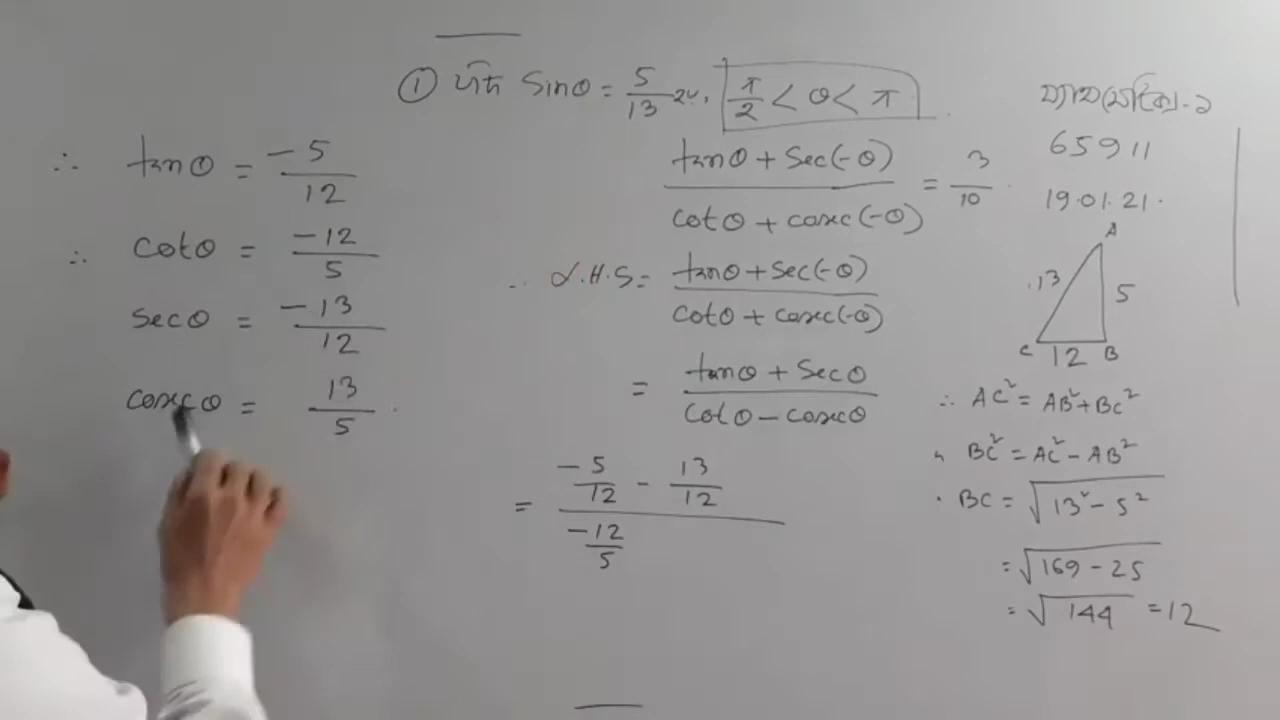 ① যদি Sinθ = 5/13 হয়, π/2 < θ < π
(tanθ + Sec(-θ))/(cotθ + cosec(-θ)) = 3/10
∴ L.H.S = (tanθ + Sec(-θ))/(cotθ + cosec(-θ))
= (tanθ + Secθ)/(cotθ - cosecθ)
= (-5/12 - 13/12)/(-12/5)
∴ tanθ = -5/12
∴ cotθ = -12/5
secθ = -13/12
cosecθ = 13/5
65911
19.01.21.
A
13
5
C 12 B
∴ AC² = AB² + BC²
BC² = AC² - AB²
BC = √(13² - 5²)
= √(169 - 25)
= √144 = 12